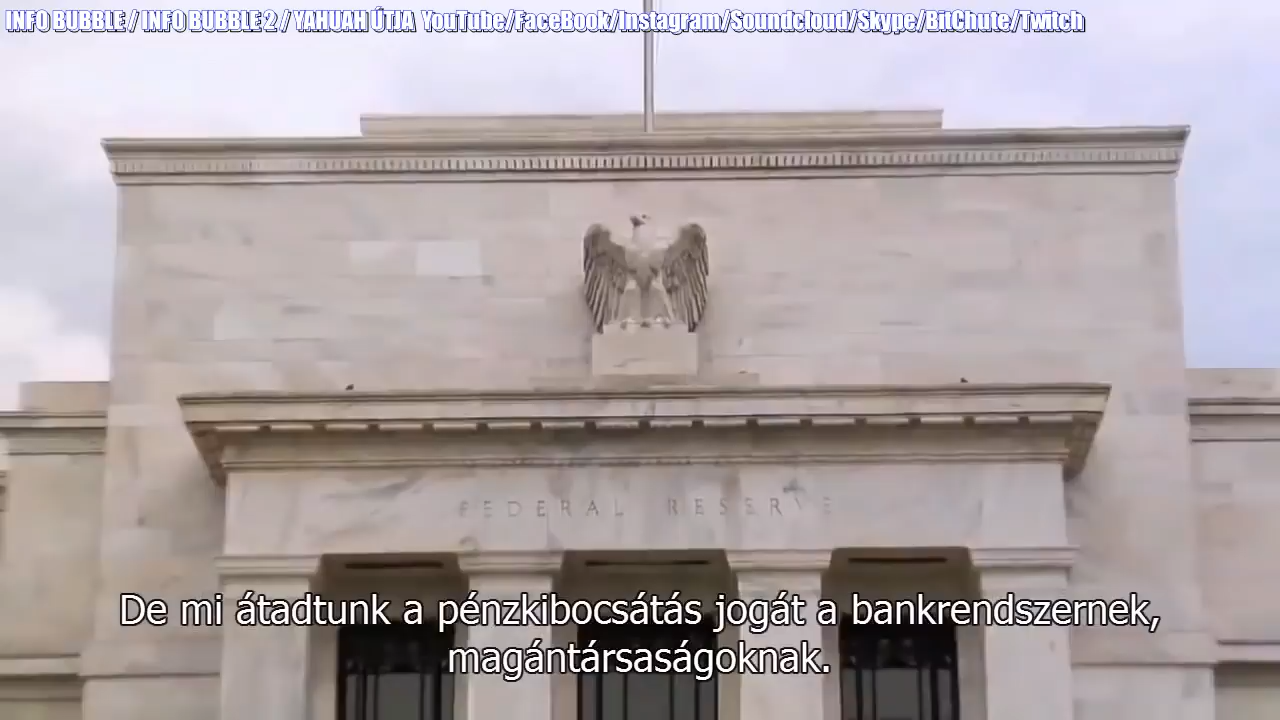 INFO BUBBLE / INFO BUBBLE 2 / YAHUAH ÚTJA YouTube/FaceBook/Instagram/Soundcloud/Skype/BitChute/Twitch
FEDERAL RESERVE
De mi átadtunk a pénzkibocsátás jogát a bankrendszernek,
magántársaságoknak.